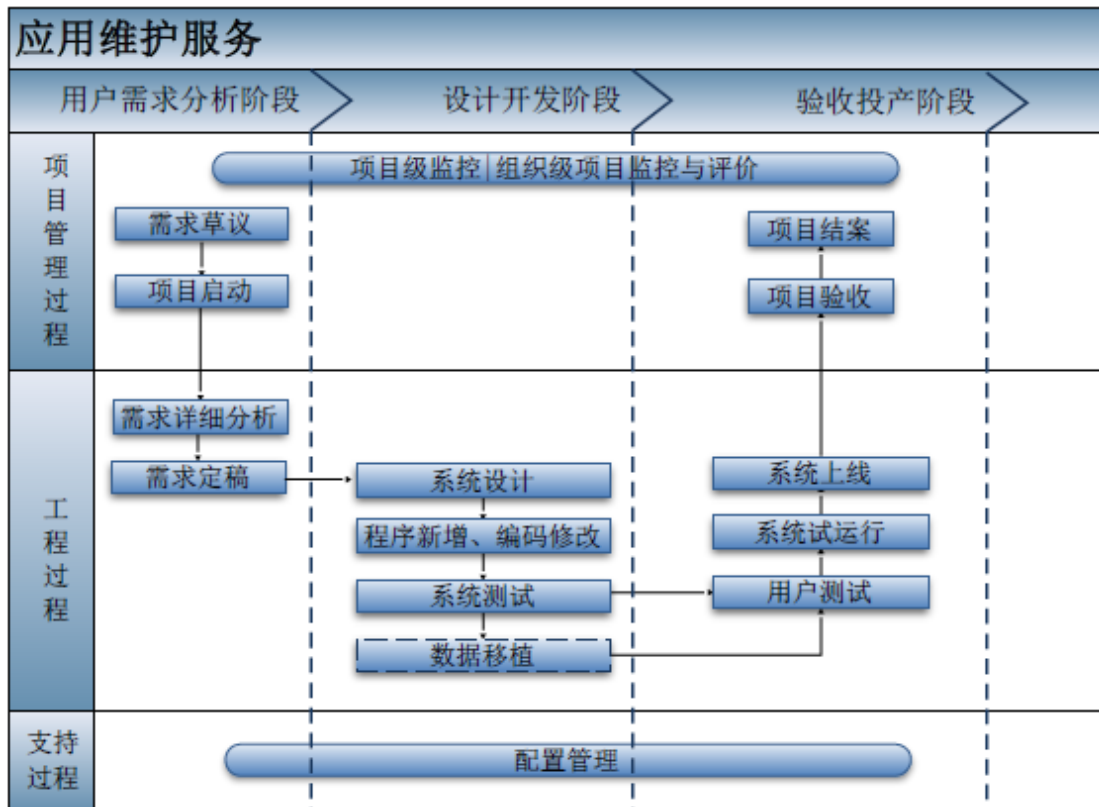 应用维护服务
用户需求分析阶段
设计开发阶段
验收投产阶段
项目管理过程
项目级监控|组织级项目监控与评价
需求草议
项目启动
项目结案
项目验收
工程过程
需求详细分析
需求定稿
系统设计
程序新增、编码修改
系统测试
数据移植
系统上线
系统试运行
用户测试
支持
过程
配置管理